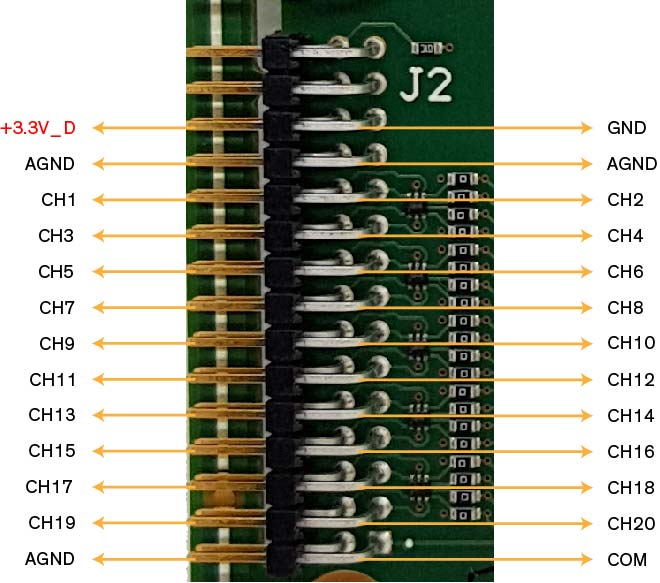 J2
+3.3V_D GND
AGND AGND
CH1 CH2
CH3 CH4
CH5 CH6
CH7 CH8
CH9 CH10
CH11 CH12
CH13 CH14
CH15 CH16
CH17 CH18
CH19 CH20
AGND COM